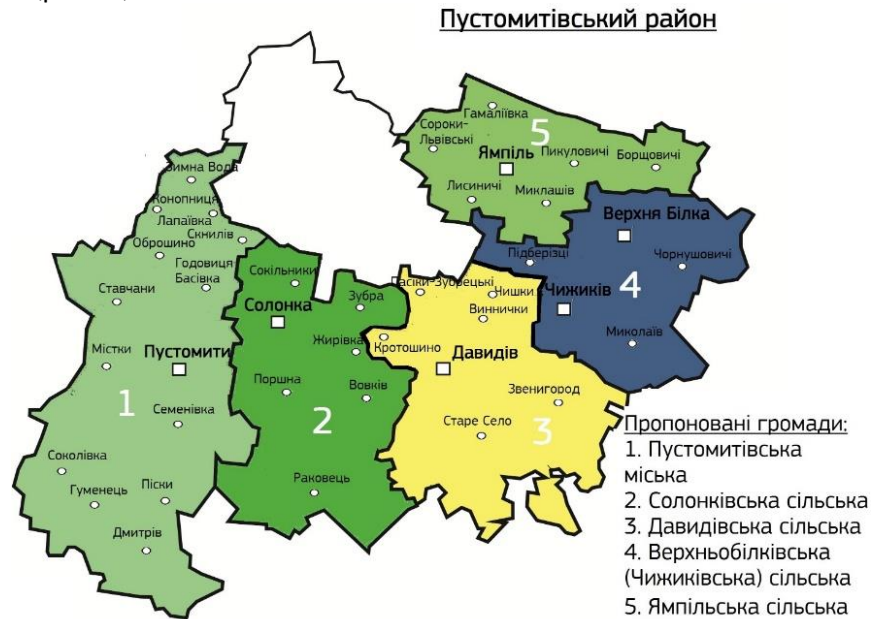 Пустомитівський район
Гамаліївка
Сороки-
Львівські
5
Ямпіль
Пикуловичі
Борщовичі
Лисиничі
Миклашів
Зимна Вода
Конопниця
Лапаївка
Скнилів
Оброшино
Годовиця-
Басівка
Ставчани
Містки
Пустомити
1
Семенівка
Соколівка
Гуменець
Піски
Дмитрів
Сокільники
Солонка
Зубра
Жирівка
Поршна
Вовків
2
Раковець
Пасіки-Зубрецькі
Чишки
Виннички
Кротошино
Давидів
Звенигород
Старе Село
3
Верхня Білка
Підберізці
Чорнушовичі
Чижиків
4
Миколаїв
Пропоновані громади:
1. Пустомитівська
міська
2. Солонківська сільська
3. Давидівська сільська
4. Верхньобілківська
(Чижиківська) сільська
5. Ямпільська сільська